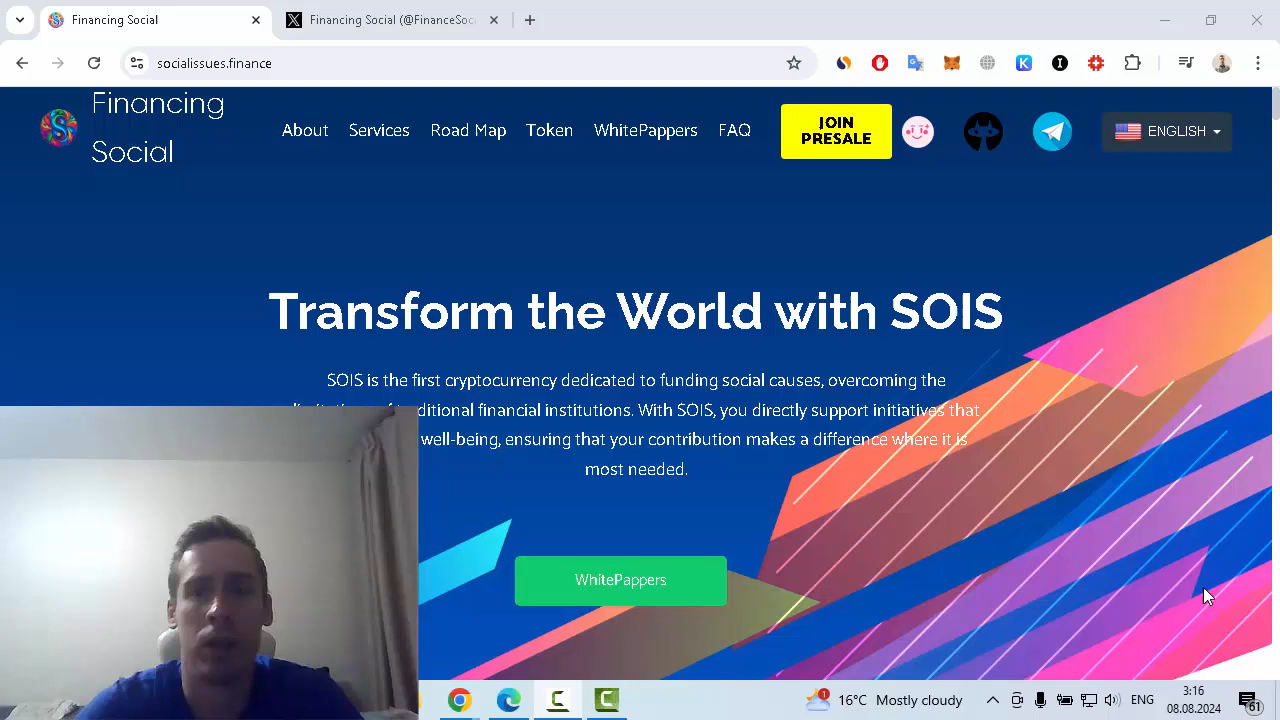 Financing Social
Financing Social (@FinanceSoc
socialissues.finance
Financing
Social
About
Services
Road Map
Token
WhitePappers
FAQ
JOIN
PRESALE
ENGLISH
Transform the World with SOIS
SOIS is the first cryptocurrency dedicated to funding social causes, overcoming the
traditional financial institutions. With SOIS, you directly support initiatives that
well-being, ensuring that your contribution makes a difference where it is
most needed.
WhitePappers
16°C Mostly cloudy
ENG
3:16
08.08.2024
61